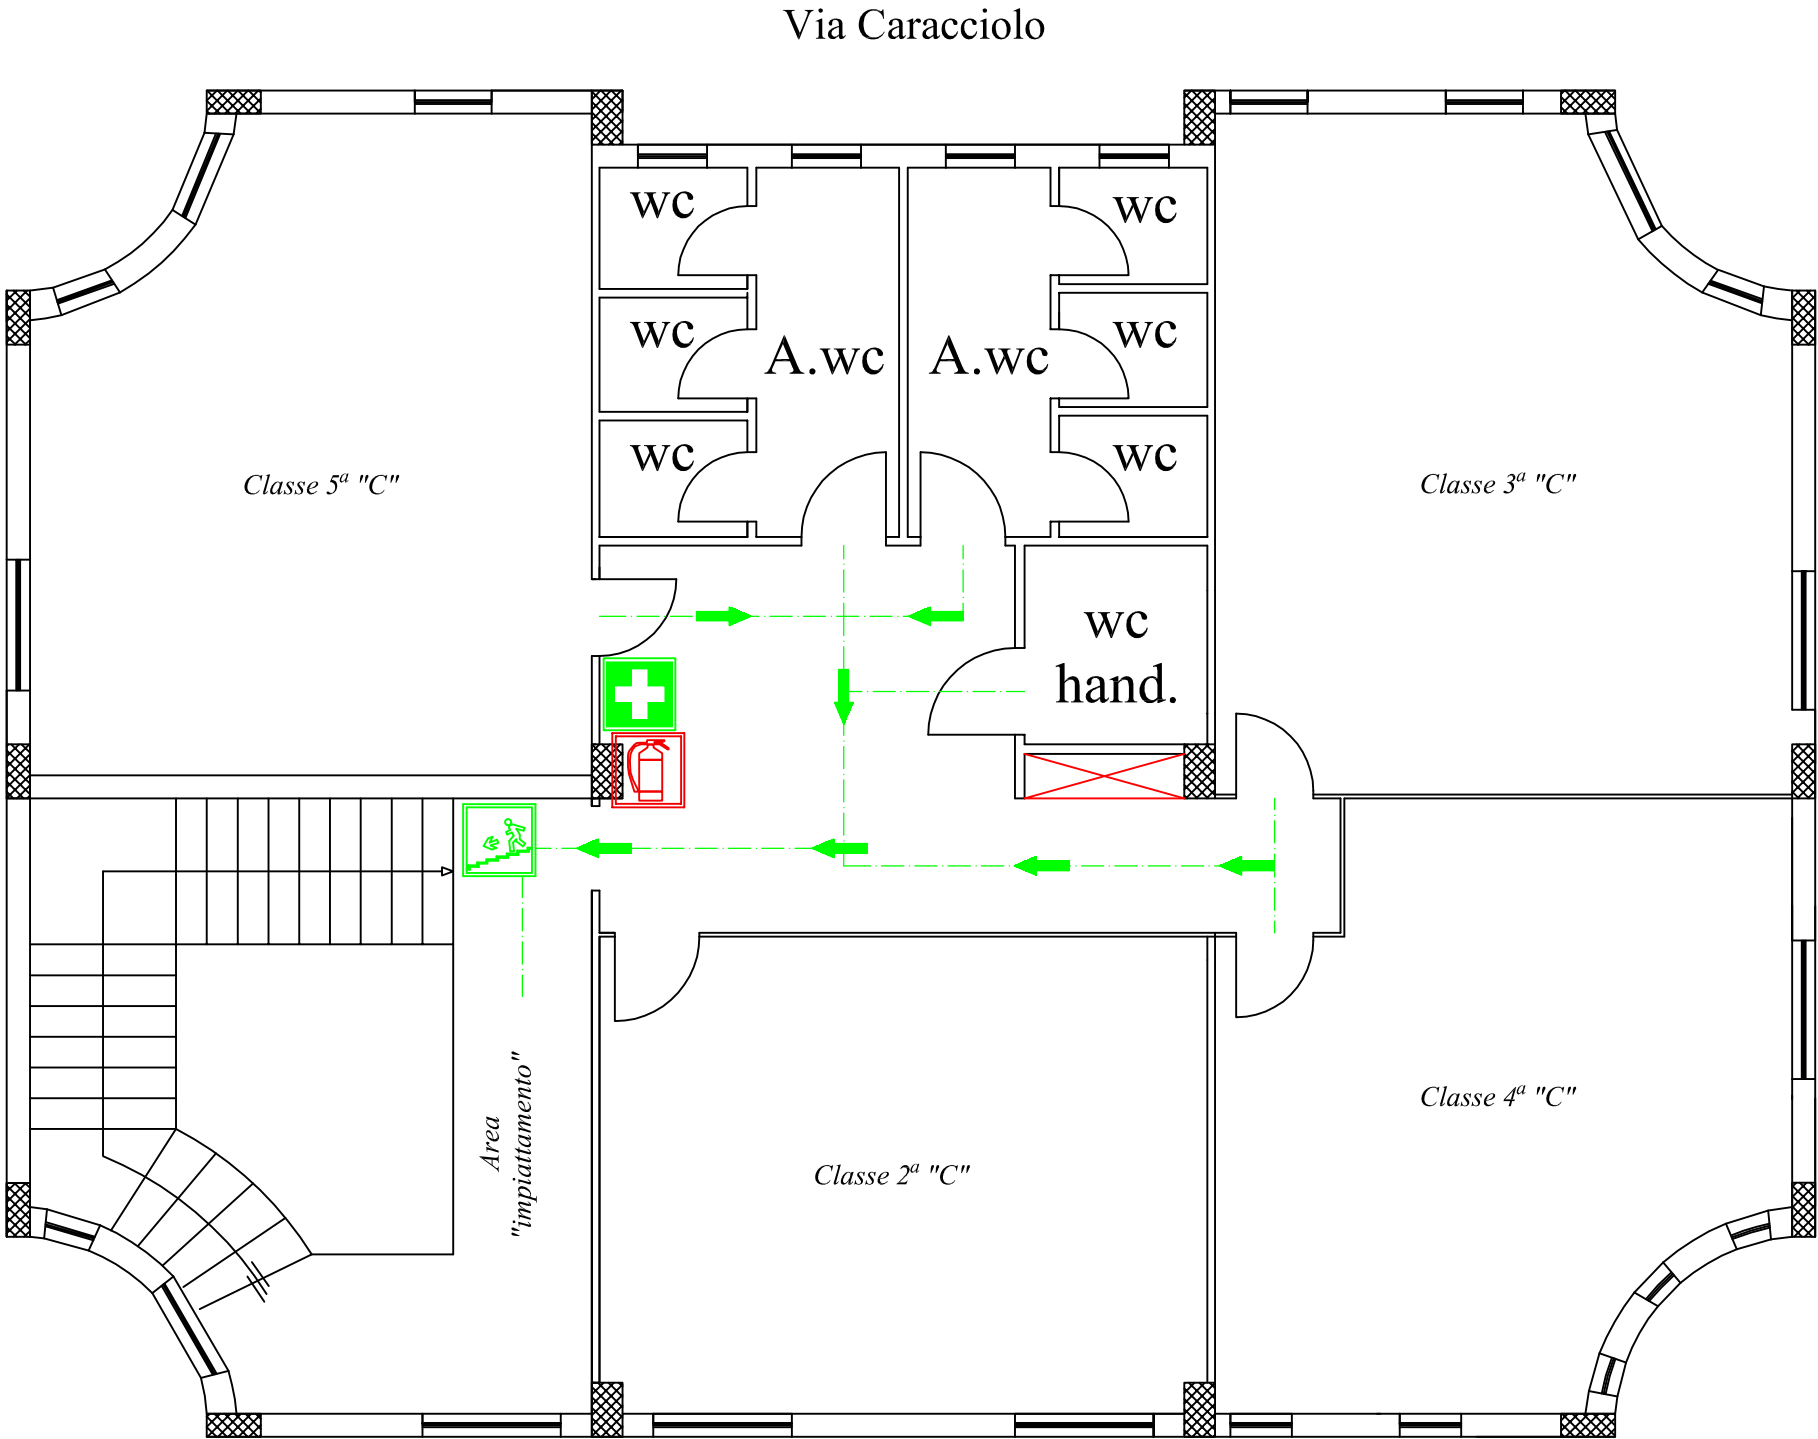 Via Caracciolo
wc
wc
wc
wc
A.wc
A.wc
wc
wc
wc
Classe 5ª "C"
Classe 3ª "C"
wc
hand.
Area
"impiattamento"
Classe 4ª "C"
Classe 2ª "C"